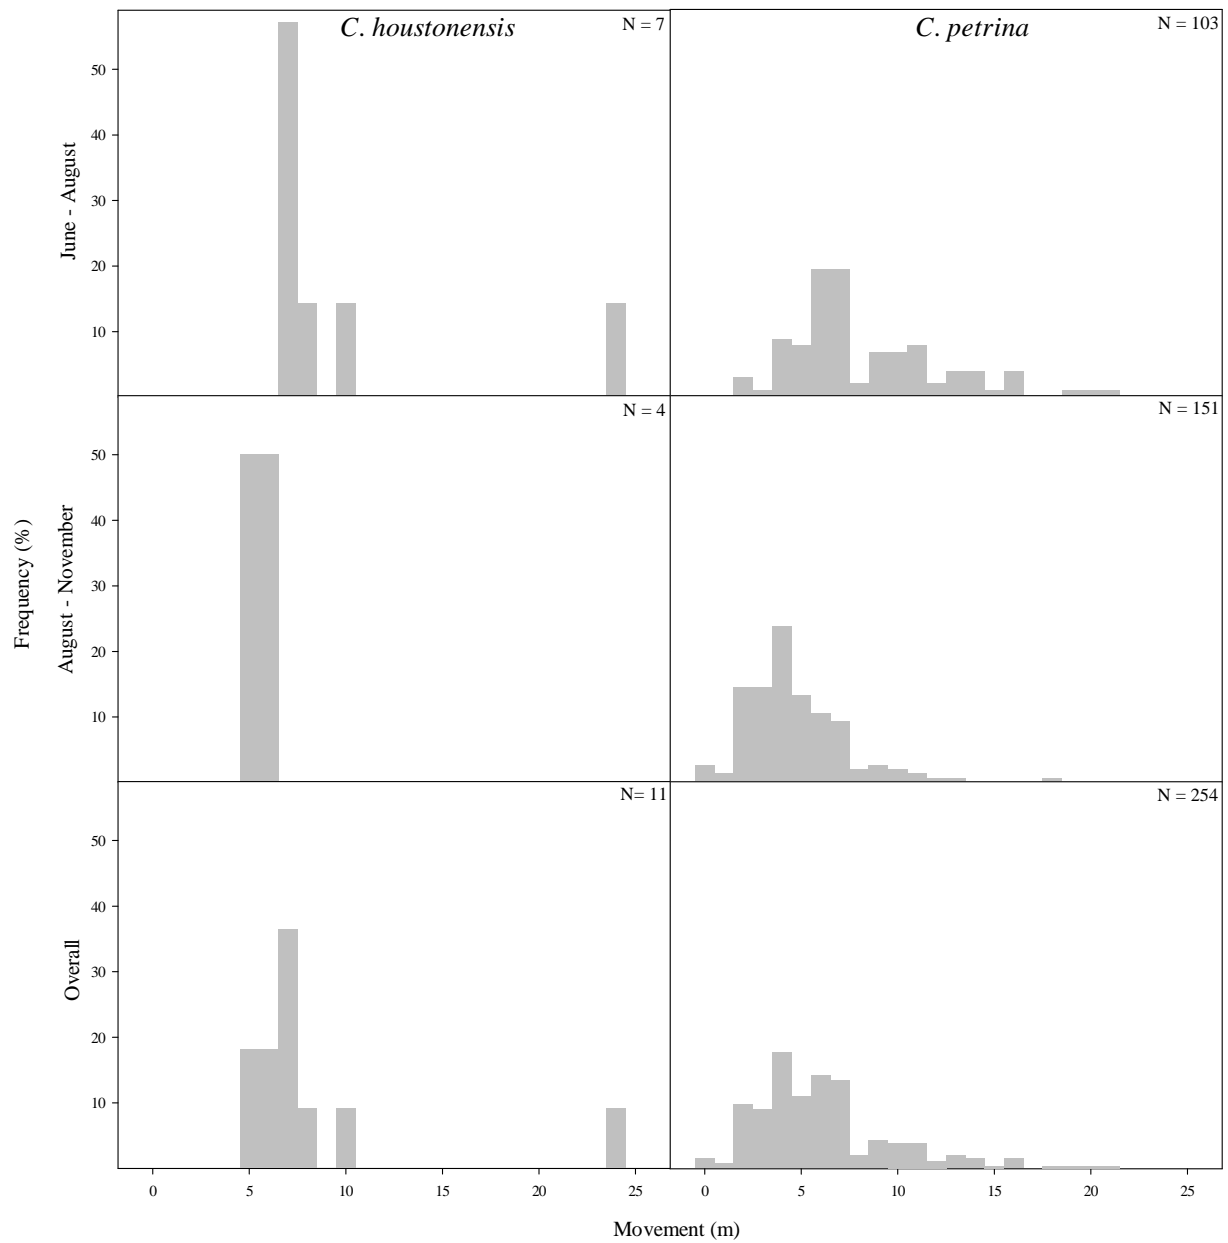 C. houstonensis
N = 7
C. petrina
N = 103
50
40
30
20
10
June - August
N = 4
N = 151
50
40
30
20
10
August - November
Frequency (%)
N= 11
N = 254
50
40
30
20
10
Overall
0 5 10 15 20 25
0 5 10 15 20 25
Movement (m)